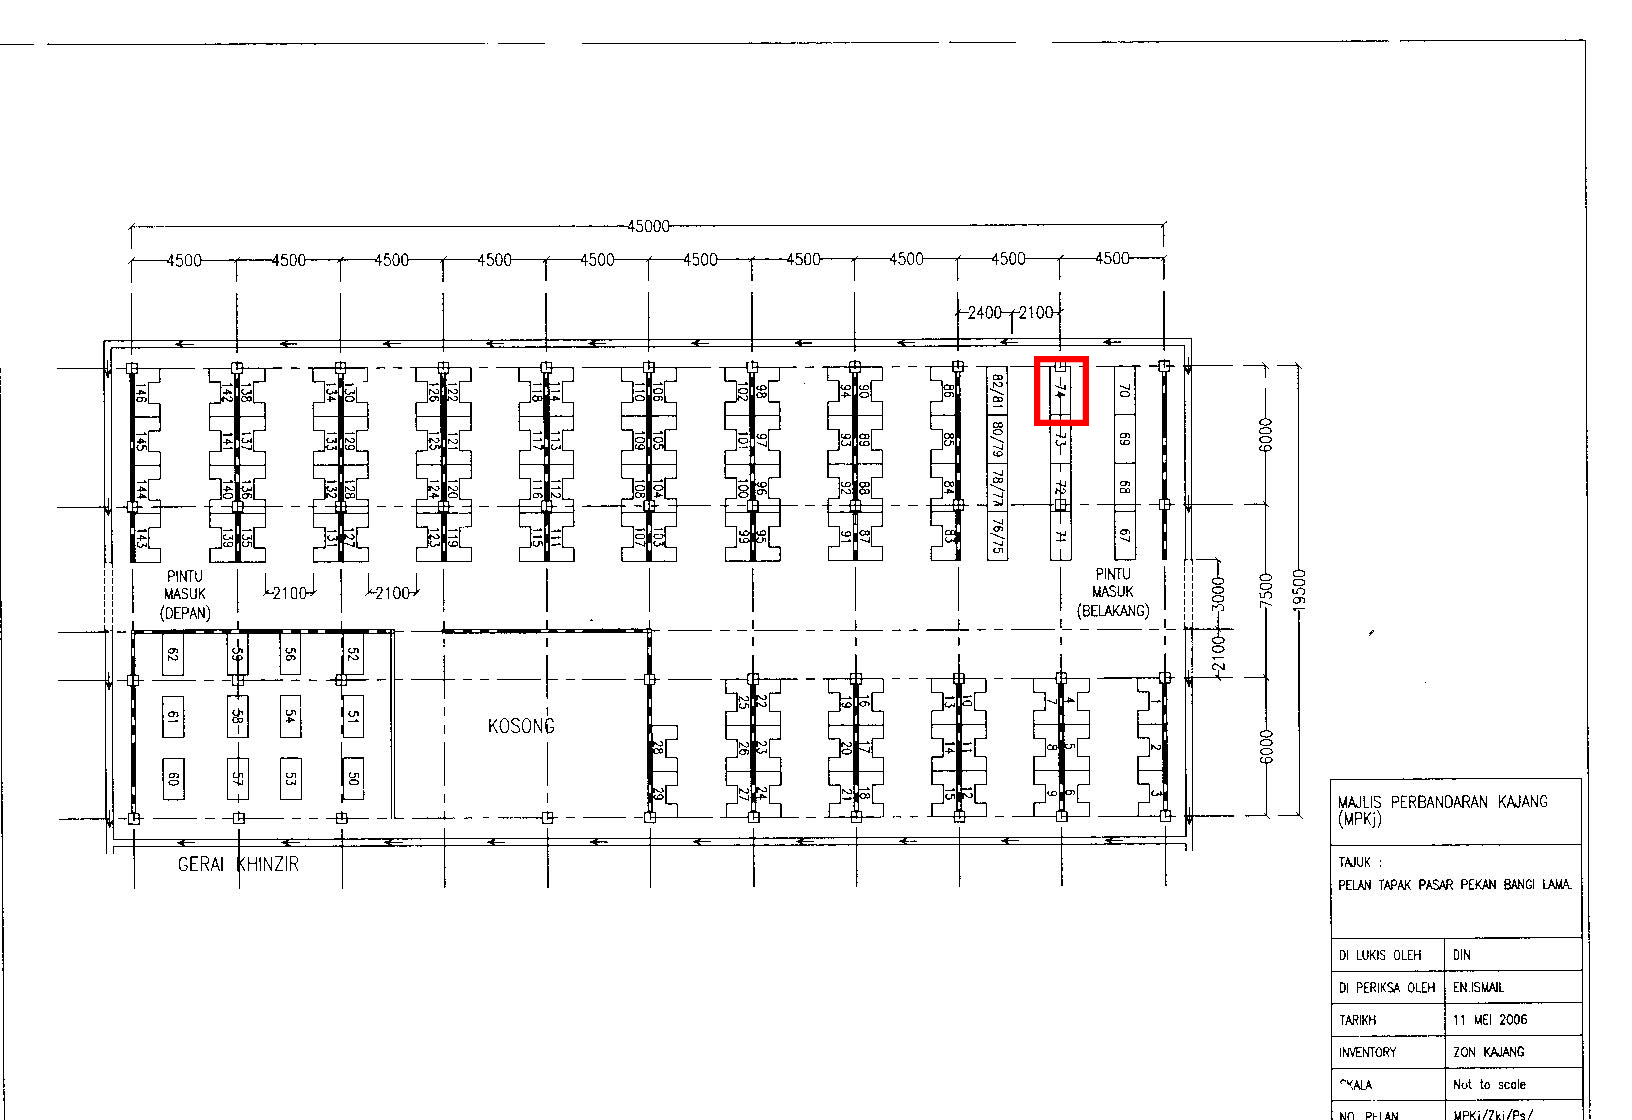 45000
4500 4500 4500 4500 4500 4500 4500 4500 4500 4500
2400 2100
146 142 138 134 130 126 122 118 114 110 106 102 98 94 90 86 82/81 74 70
145 141 137 133 129 125 121 117 113 109 105 101 97 93 89 85 80/79 73 69
144 140 136 132 128 124 120 116 112 108 104 100 96 92 88 84 78/77 72 68
143 139 135 131 127 123 119 115 111 107 103 99 95 91 87 83 76/75 71 67
6000
PINTU
MASUK
(DEPAN)
2100 2100
PINTU
MASUK
(BELAKANG)
3000
7500
19500
2100
6000
62 59 56 52
61 58 54 51
60 57 53 50
KOSONG
25 22 19 16 13 10 7 4 1
28 26 23 20 17 14 11 8 5 2
29 27 24 21 18 15 12 9 6 3
GERAI KHINZIR
MAJLIS PERBANDARAN KAJANG
(MPKj)
TAJUK :
PELAN TAPAK PASAR PEKAN BANGI LAMA.
DI LUKIS OLEH DIN
DI PERIKSA OLEH EN.ISMAIL
TARIKH 11 MEI 2006
INVENTORY ZON KAJANG
SKALA Not to scale
NO. PELAN MPKj/Zkj/Ps/